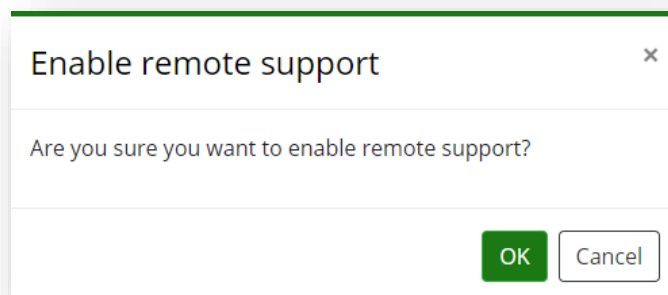 Enable remote support
×
Are you sure you want to enable remote support?
OK Cancel